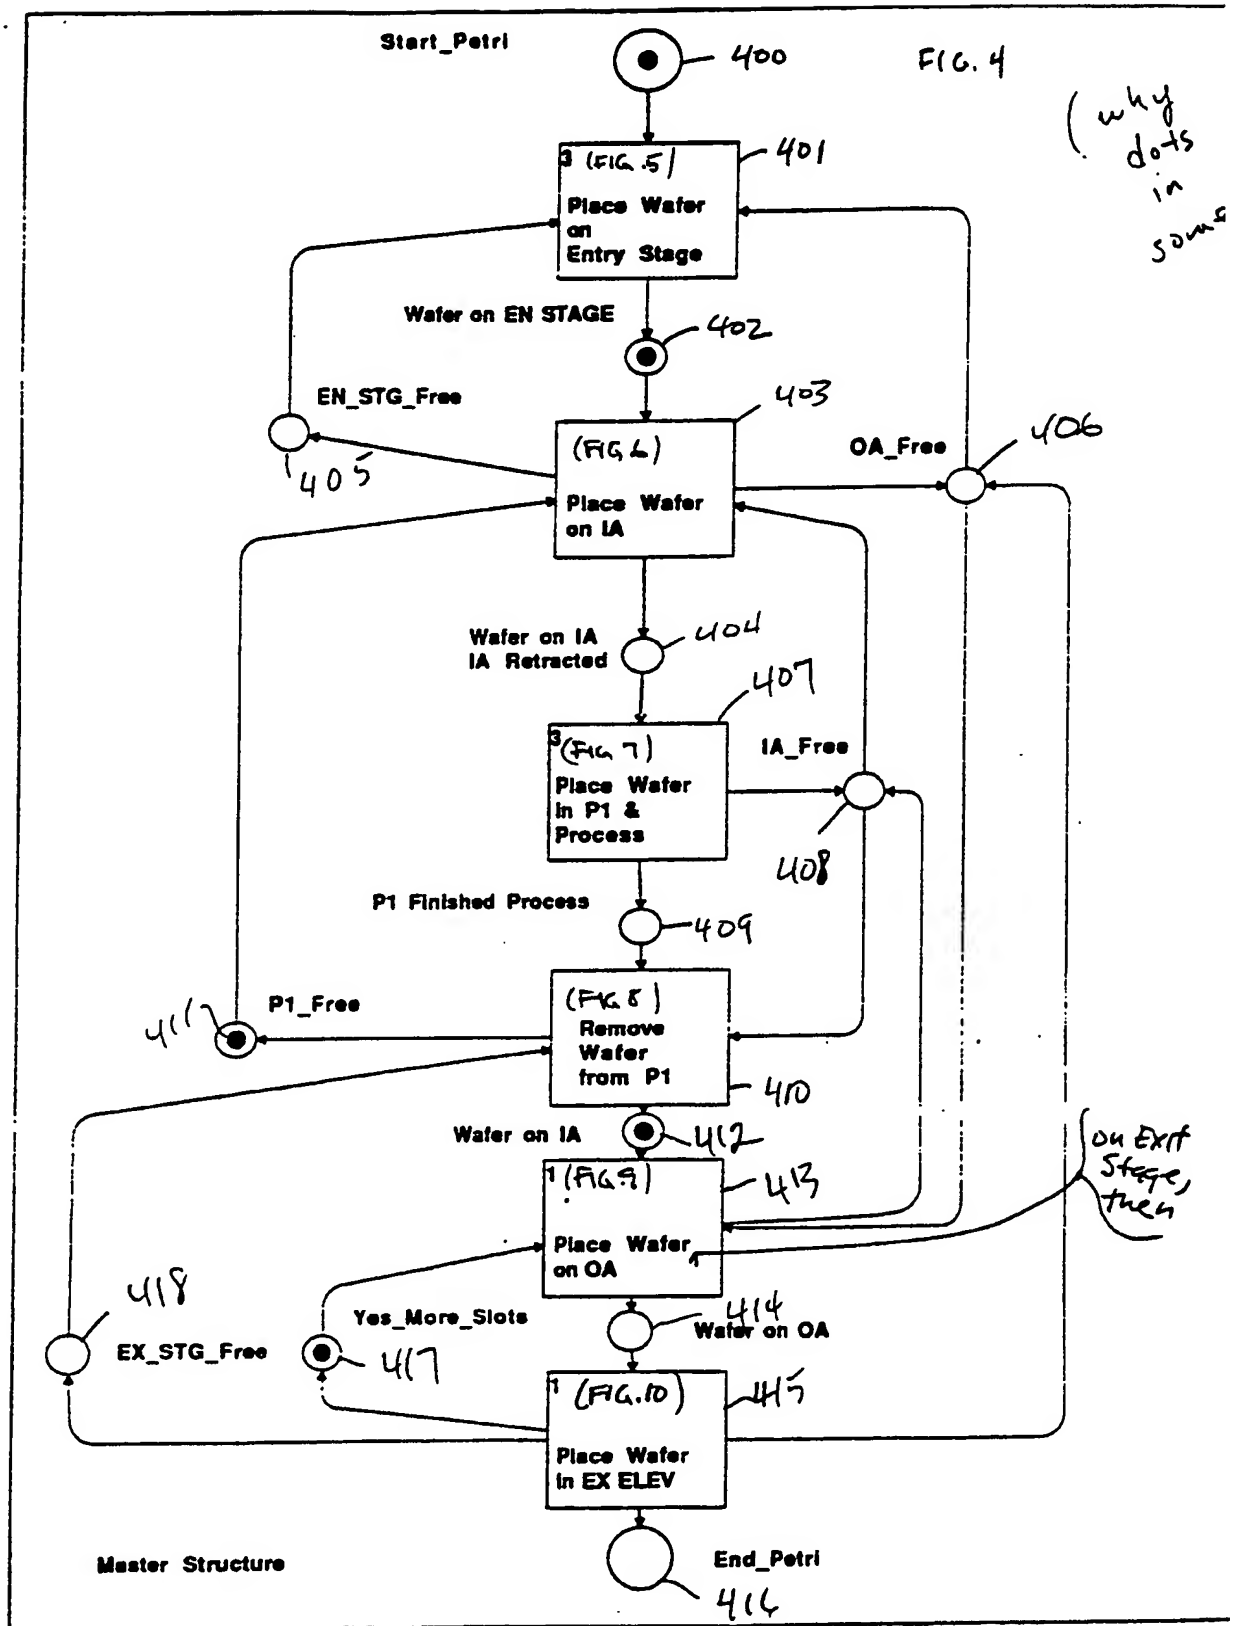 Start_Petri
400
FIG. 4
( why
dots
in
some
3 (FIG. 5)
401
Place Wafer
on
Entry Stage
Wafer on EN STAGE
402
EN_STG_Free
403
405
(FIG 6)
OA_Free
406
Place Wafer
on IA
Wafer on IA
IA Retracted
404
407
3 (FIG 7)
IA_Free
Place Wafer
in P1 &
Process
408
P1 Finished Process
409
P1_Free
411
(FIG 8)
Remove
Wafer
from P1
410
Wafer on IA
412
on Exit
Stage,
then
1 (FIG. 9)
413
Place Wafer
on OA
418
Yes_More_Slots
414
Wafer on OA
EX_STG_Free
417
1 (FIG. 10)
415
Place Wafer
in EX ELEV
Master Structure
End_Petri
416